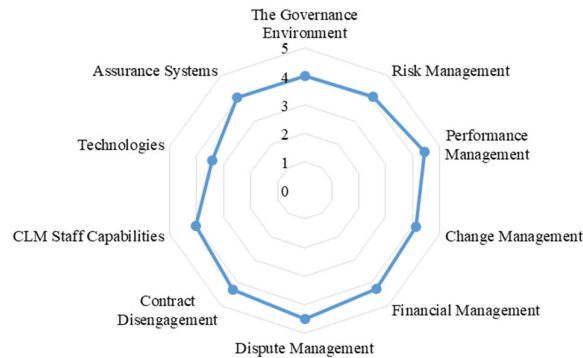 The Governance
Environment
5
Assurance Systems
4
Risk Management
3
Technologies
2
Performance
Management
1
0
CLM Staff Capabilities
Change Management
Contract
Disengagement
Financial Management
Dispute Management